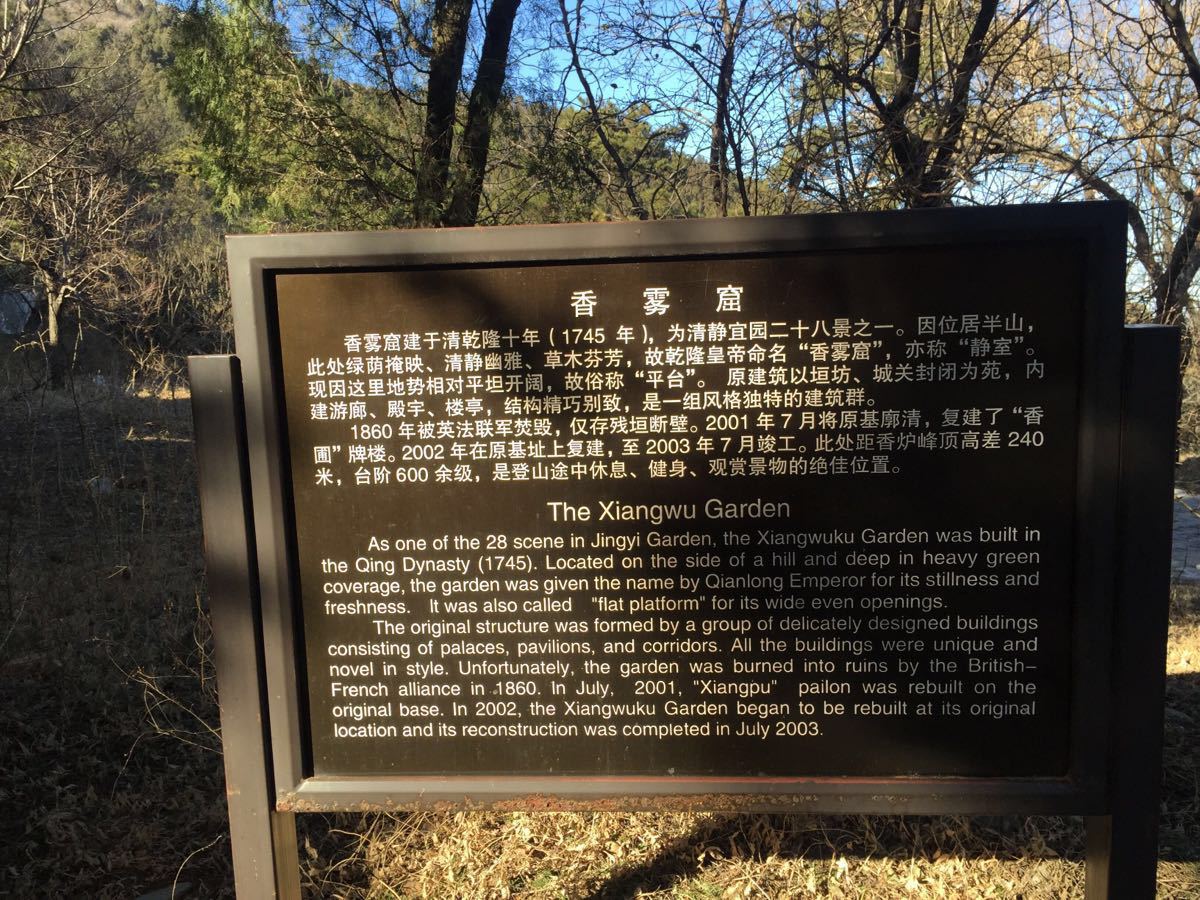 香 雾 窟
香雾窟建于清乾隆十年（1745 年），为清静宜园二十八景之一。因位居半山，
此处绿荫掩映、清静幽雅、草木芬芳，故乾隆皇帝命名“香雾窟”，亦称“静室”。
现因这里地势相对平坦开阔，故俗称“平台”。 原建筑以垣坊、城关封闭为苑，内
建游廊、殿宇、楼亭，结构精巧别致，是一组风格独特的建筑群。
1860 年被英法联军焚毁，仅存残垣断壁。2001 年 7 月将原基廓清，复建了“香
圃”牌楼。2002 年在原基址上复建，至 2003 年 7 月竣工。此处距香炉峰顶高差 240
米，台阶 600 余级，是登山途中休息、健身、观赏景物的绝佳位置。
The Xiangwu Garden
As one of the 28 scene in Jingyi Garden, the Xiangwuku Garden was built in
the Qing Dynasty (1745). Located on the side of a hill and deep in heavy green
coverage, the garden was given the name by Qianlong Emperor for its stillness and
freshness. It was also called "flat platform" for its wide even openings.
The original structure was formed by a group of delicately designed buildings
consisting of palaces, pavilions, and corridors. All the buildings were unique and
novel in style. Unfortunately, the garden was burned into ruins by the British–
French alliance in 1860. In July, 2001, "Xiangpu" pailon was rebuilt on the
original base. In 2002, the Xiangwuku Garden began to be rebuilt at its original
location and its reconstruction was completed in July 2003.